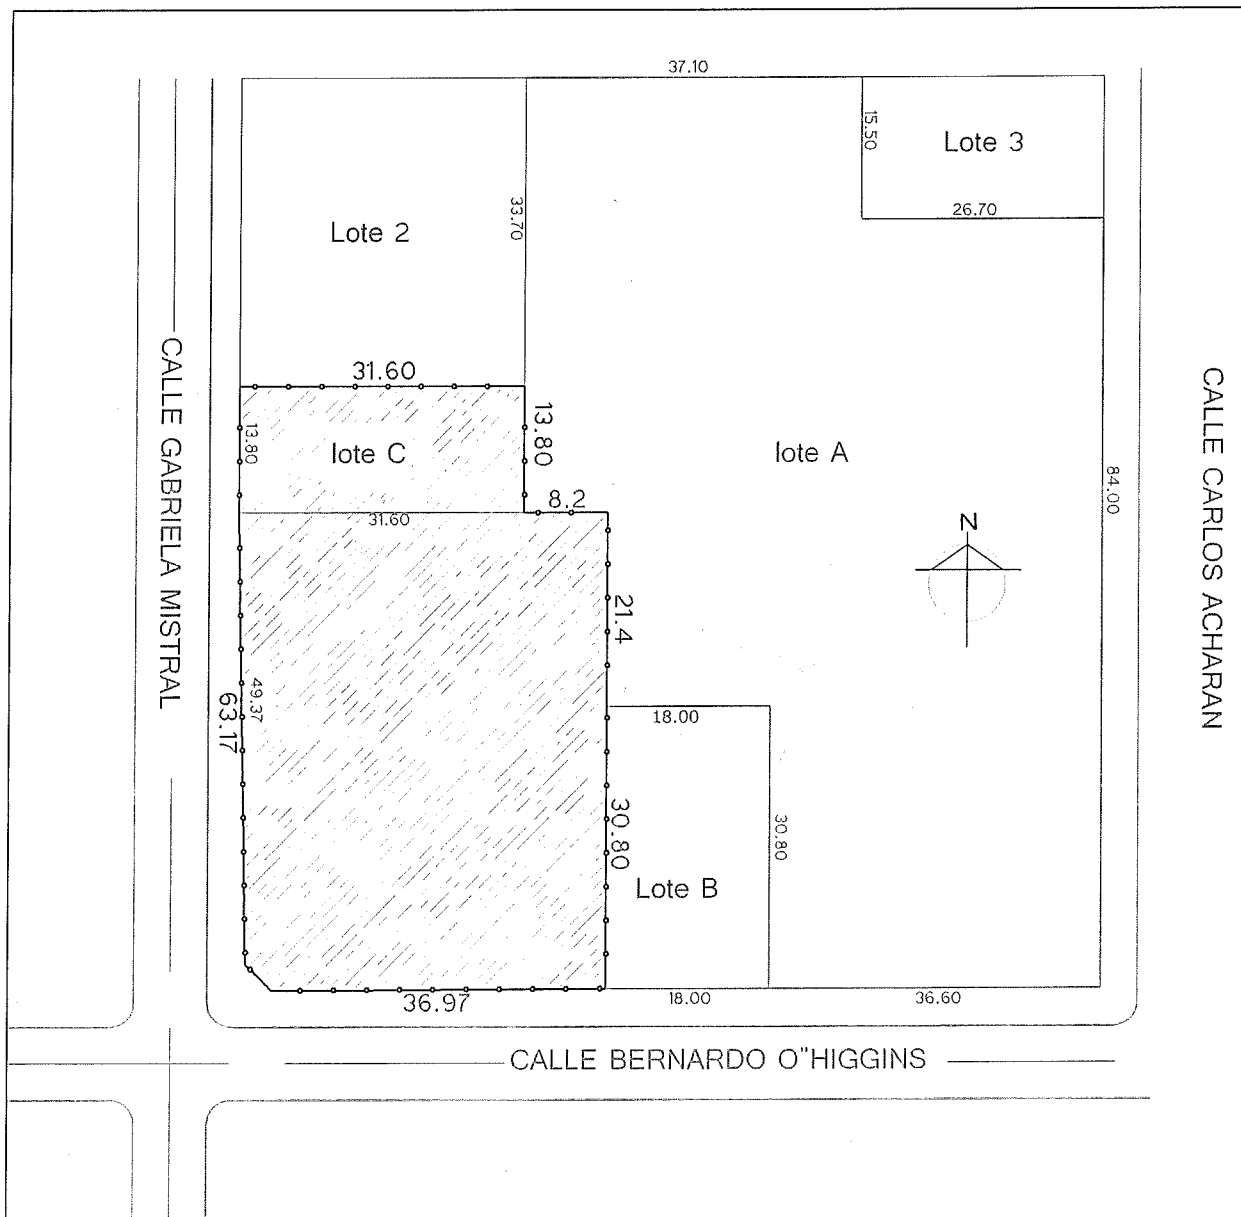 37.10
15.50
Lote 3
26.70
33.70
Lote 2
CALLE GABRIELA MISTRAL
31.60
13.80
13.80
lote C
lote A
8.2
31.60
84.00
CALLE CARLOS ACHARAN
N
21.4
49.37
63.17
18.00
30.80
30.80
Lote B
36.97
18.00
36.60
CALLE BERNARDO O"HIGGINS